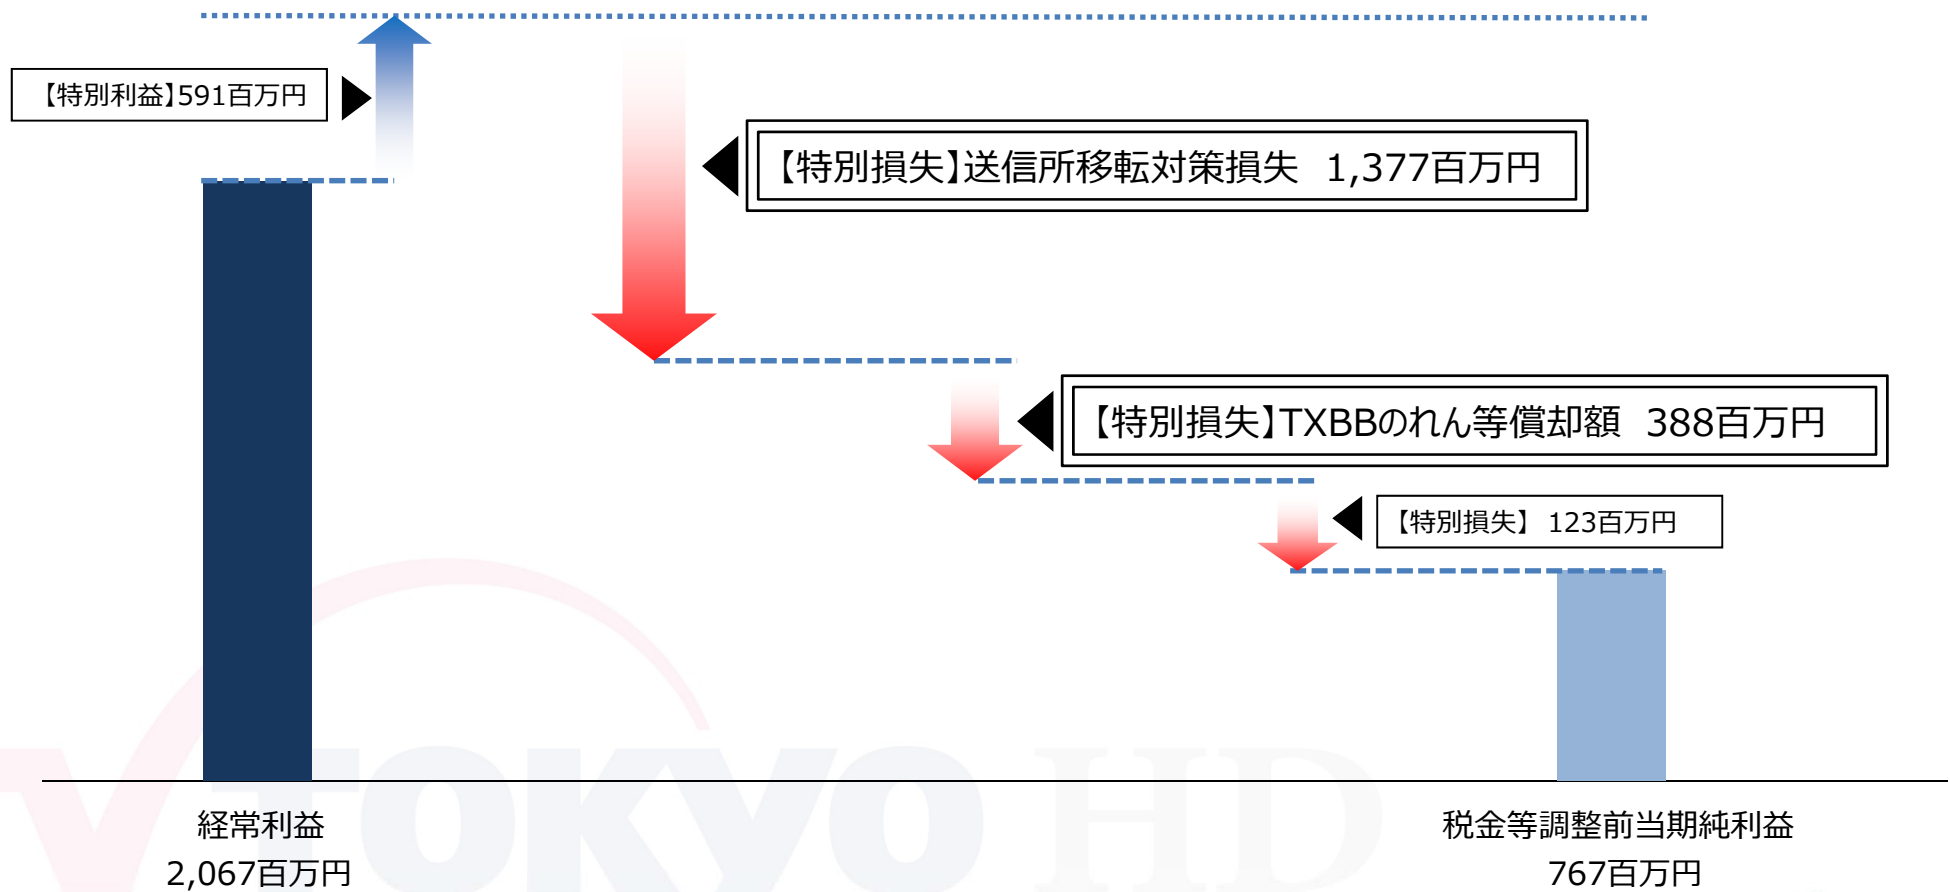 【特別利益】591百万円
【特別損失】送信所移転対策損失 1,377百万円
【特別損失】TXBBのれん等償却額 388百万円
【特別損失】 123百万円
経常利益
2,067百万円
税金等調整前当期純利益
767百万円
TV TOKYO HD